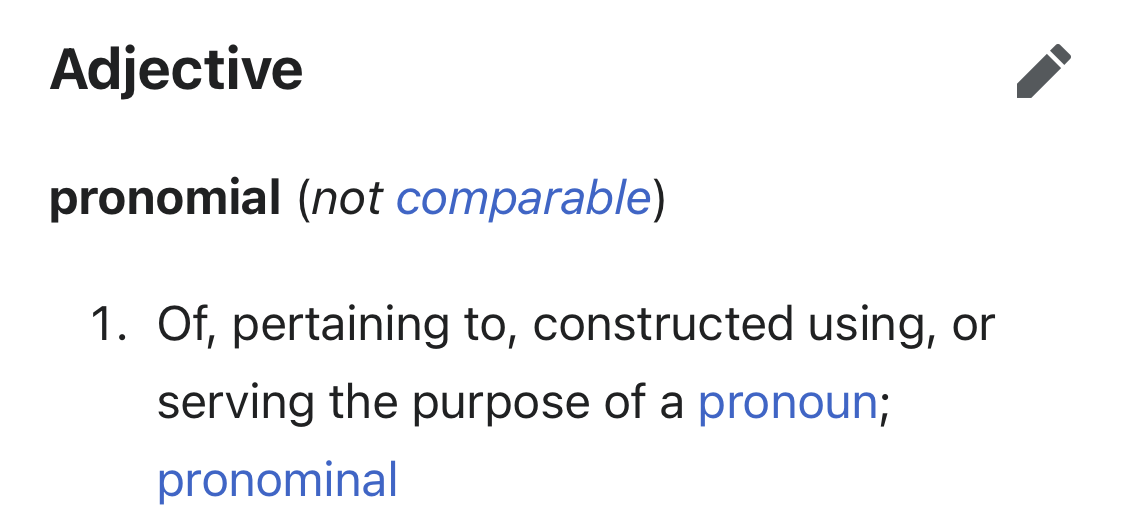 Adjective
pronomial (not comparable)
1. Of, pertaining to, constructed using, or
serving the purpose of a pronoun;
pronominal